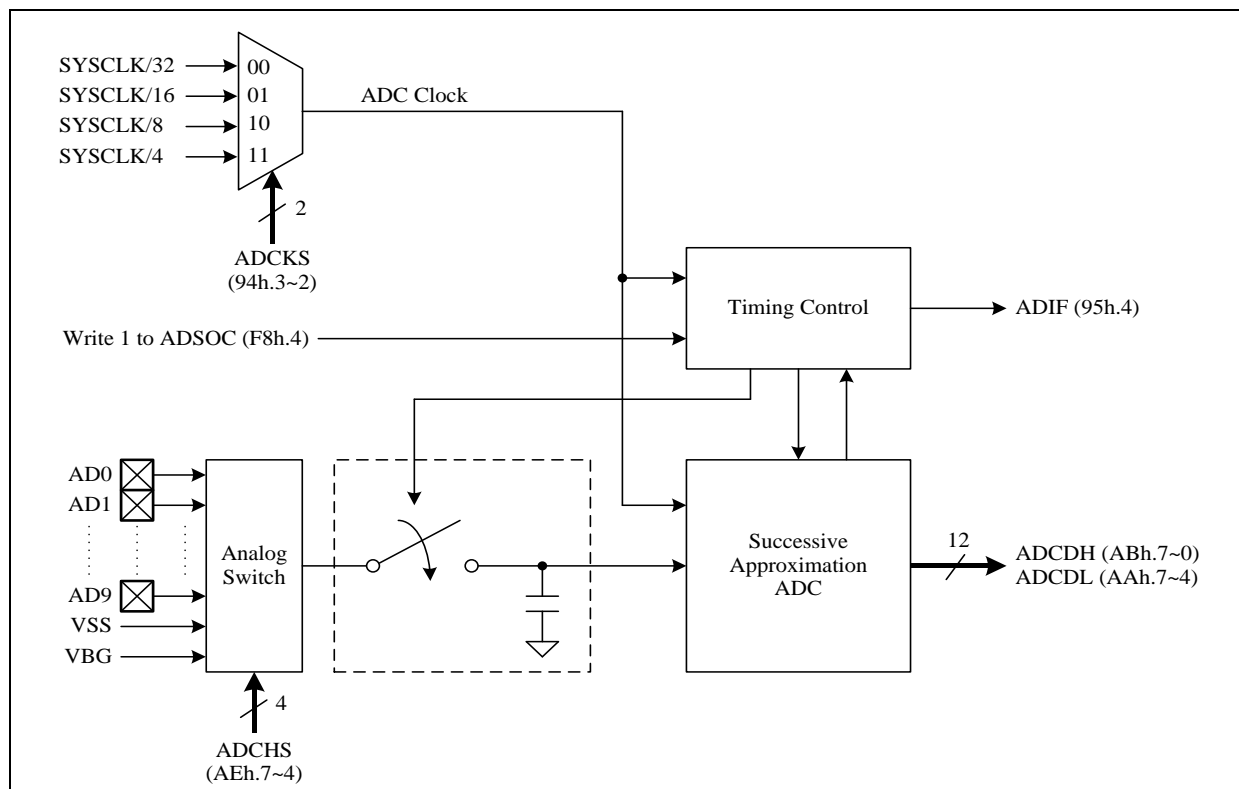 SYSCLK/32
00
SYSCLK/16
01
ADC Clock
SYSCLK/8
10
SYSCLK/4
11
2
ADCKS
(94h.3~2)
Timing Control
ADIF (95h.4)
Write 1 to ADSOC (F8h.4)
AD0
AD1
AD9
VSS
VBG
Analog
Switch
Successive
Approximation
ADC
12
ADCDH (ABh.7~0)
ADCDL (AAh.7~4)
4
ADCHS
(AEh.7~4)